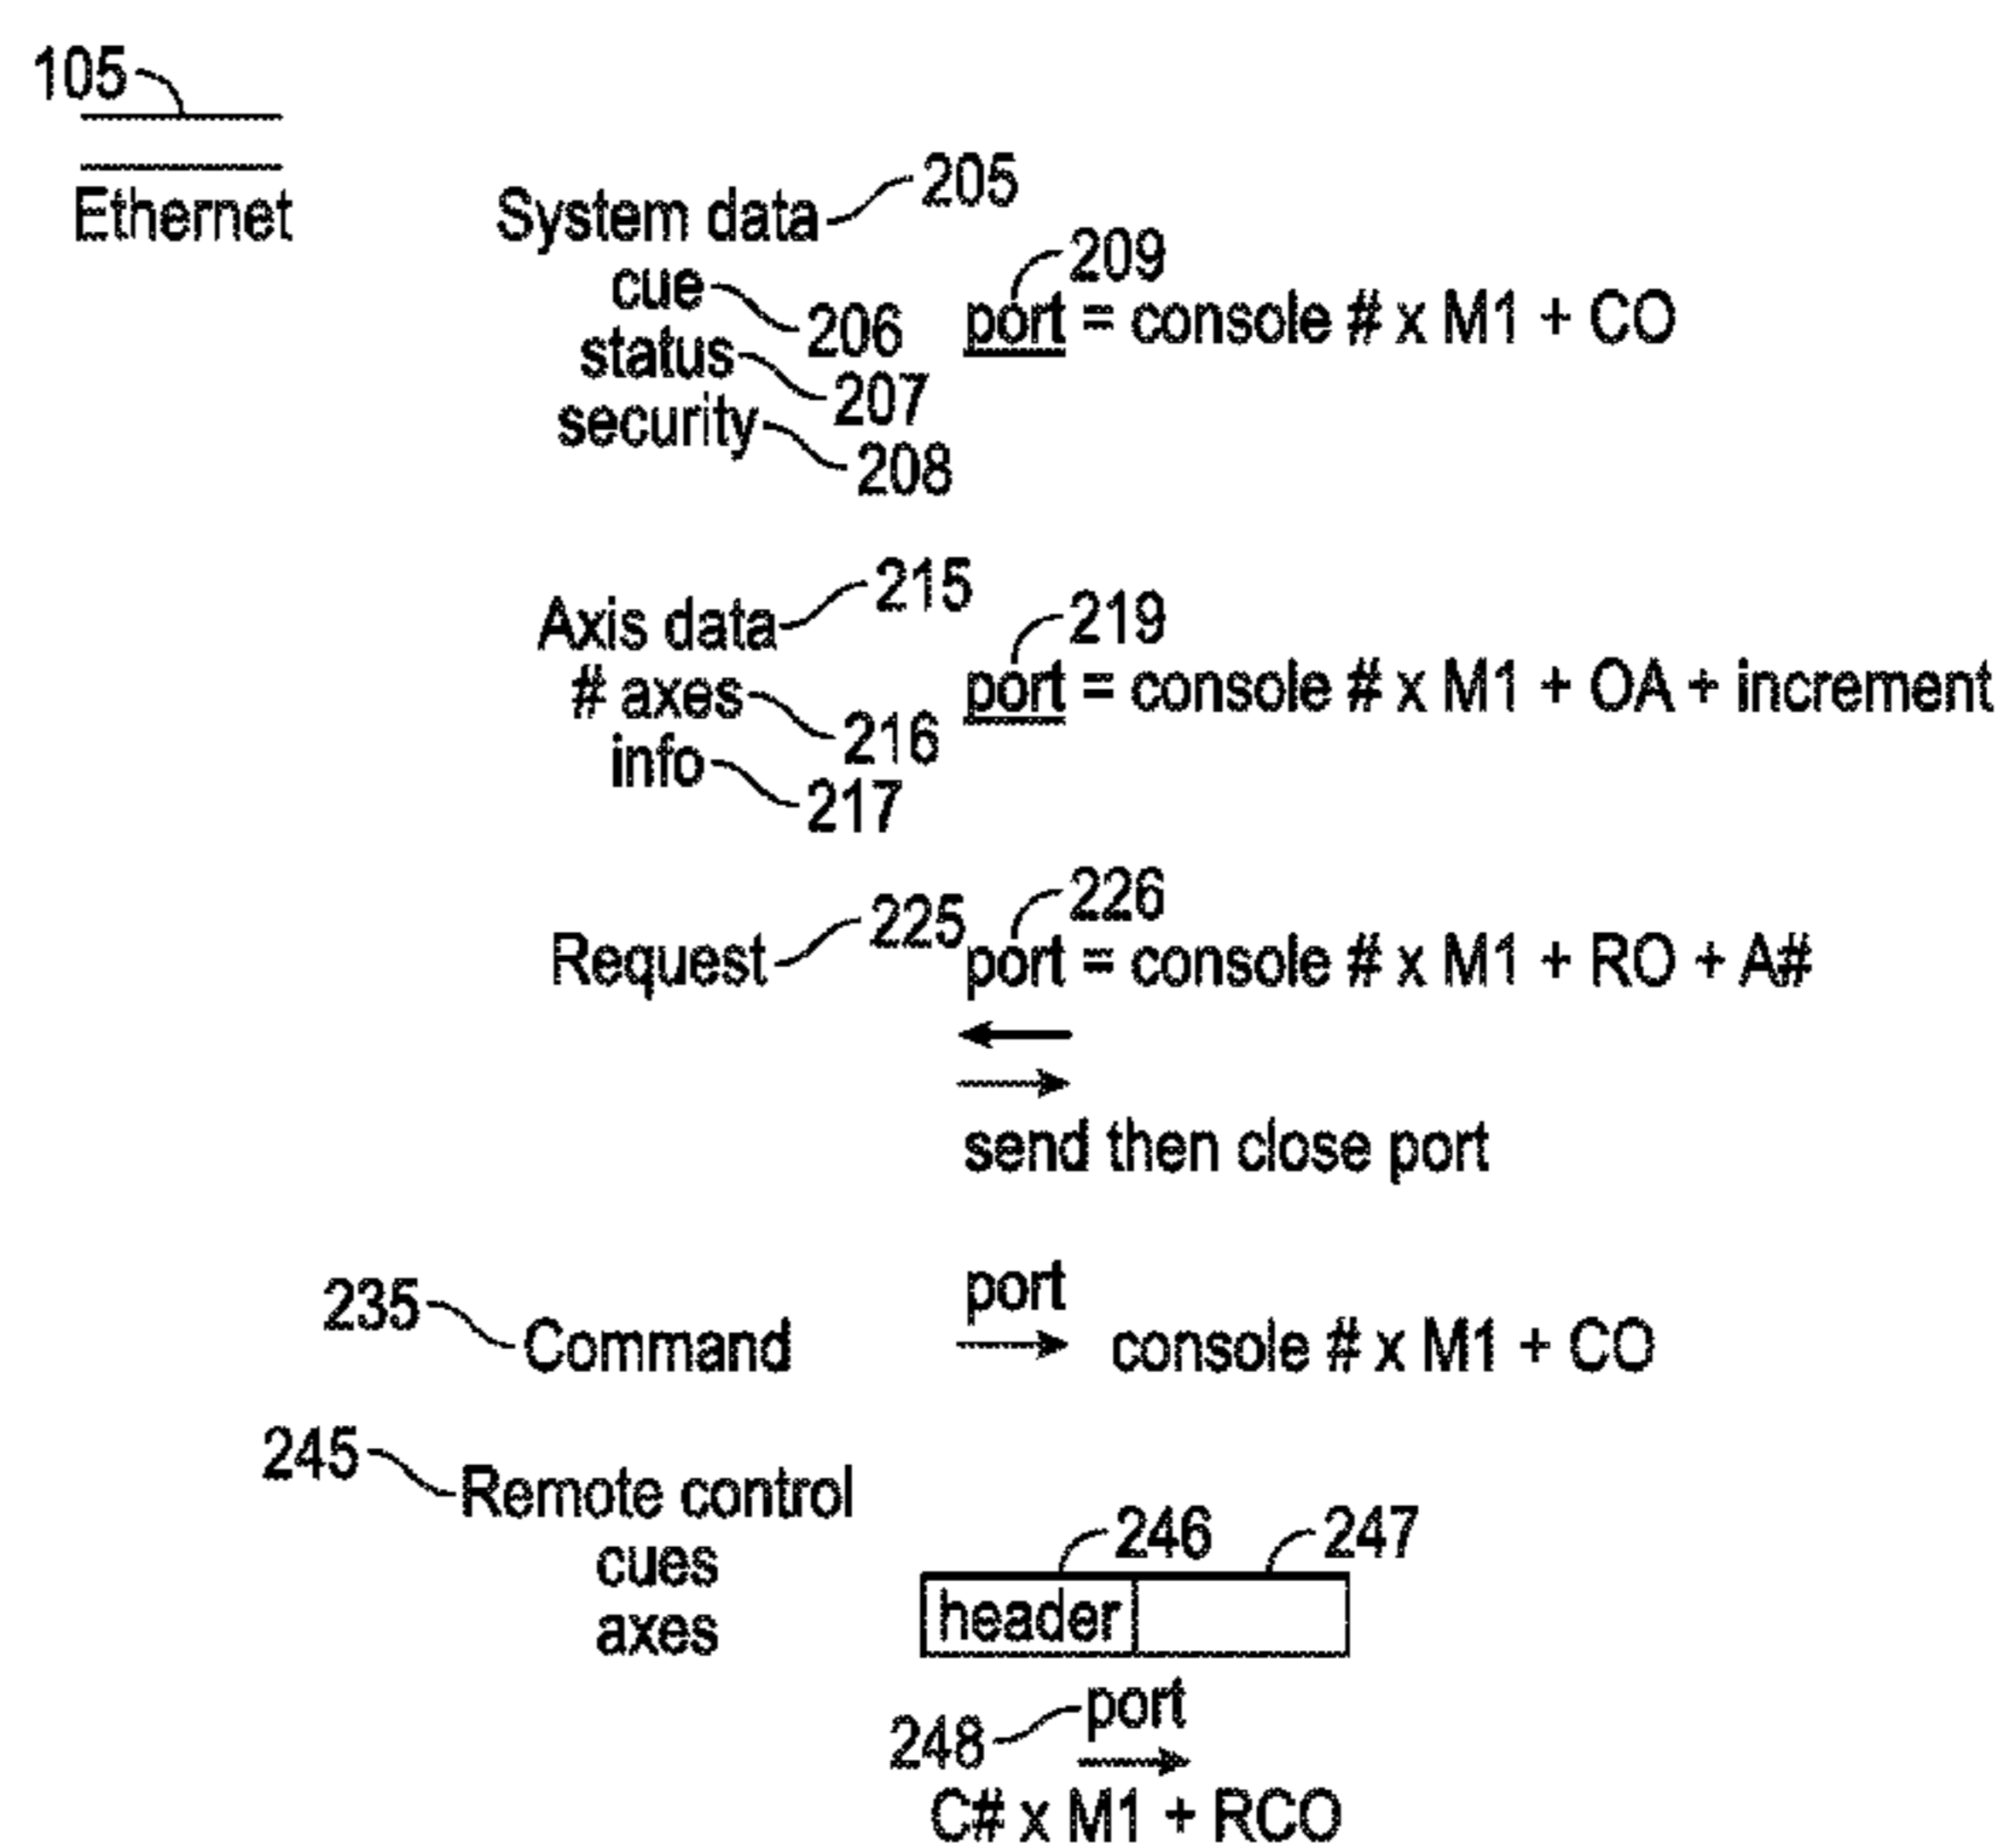 105
Ethernet
System data 205
cue 206
status 207
security 208
209
port = console # x M1 + CO
Axis data 215
# axes 216
info 217
219
port = console # x M1 + OA + increment
Request 225
226
port = console # x M1 + RO + A#
send then close port
235 Command
port
console # x M1 + CO
245 Remote control
cues
axes
246 247
header
248 port
C# x M1 + RCO